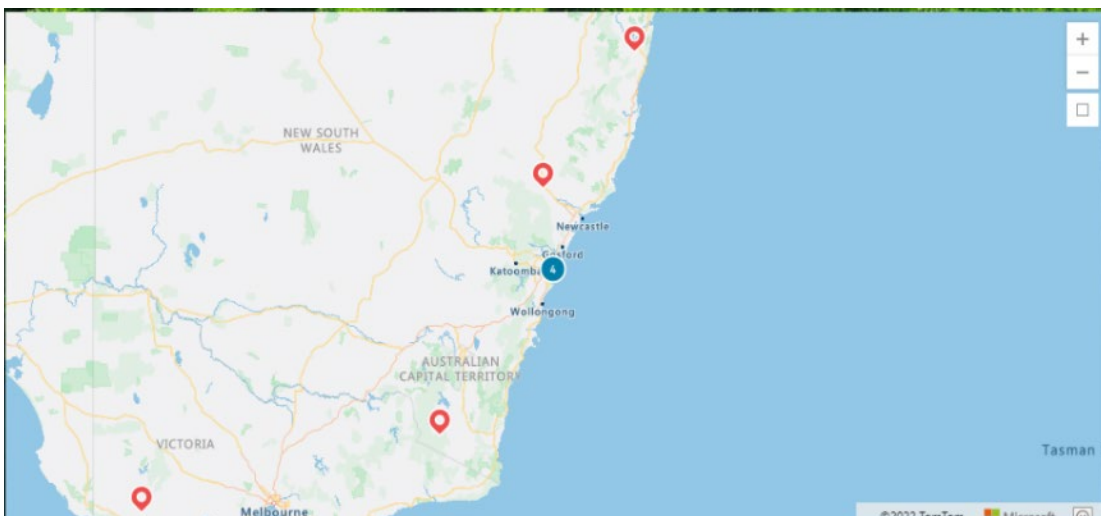 NEW SOUTH
WALES
Newcastle
Gosford
Katoomba
4
Wollongong
AUSTRALIAN
CAPITAL TERRITORY
VICTORIA
Tasman
Melbourne
©2022 TomTom Microsoft